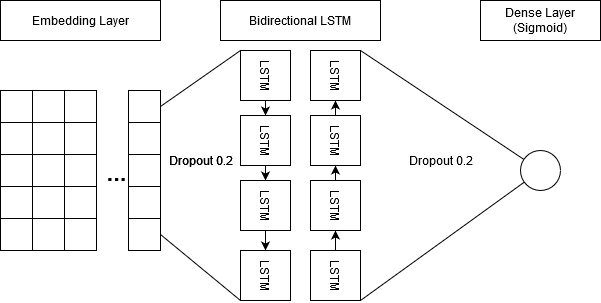 Embedding Layer
Bidirectional LSTM
Dense Layer
(Sigmoid)
LSTM
LSTM
LSTM
LSTM
LSTM
LSTM
LSTM
LSTM
...
Dropout 0.2
Dropout 0.2